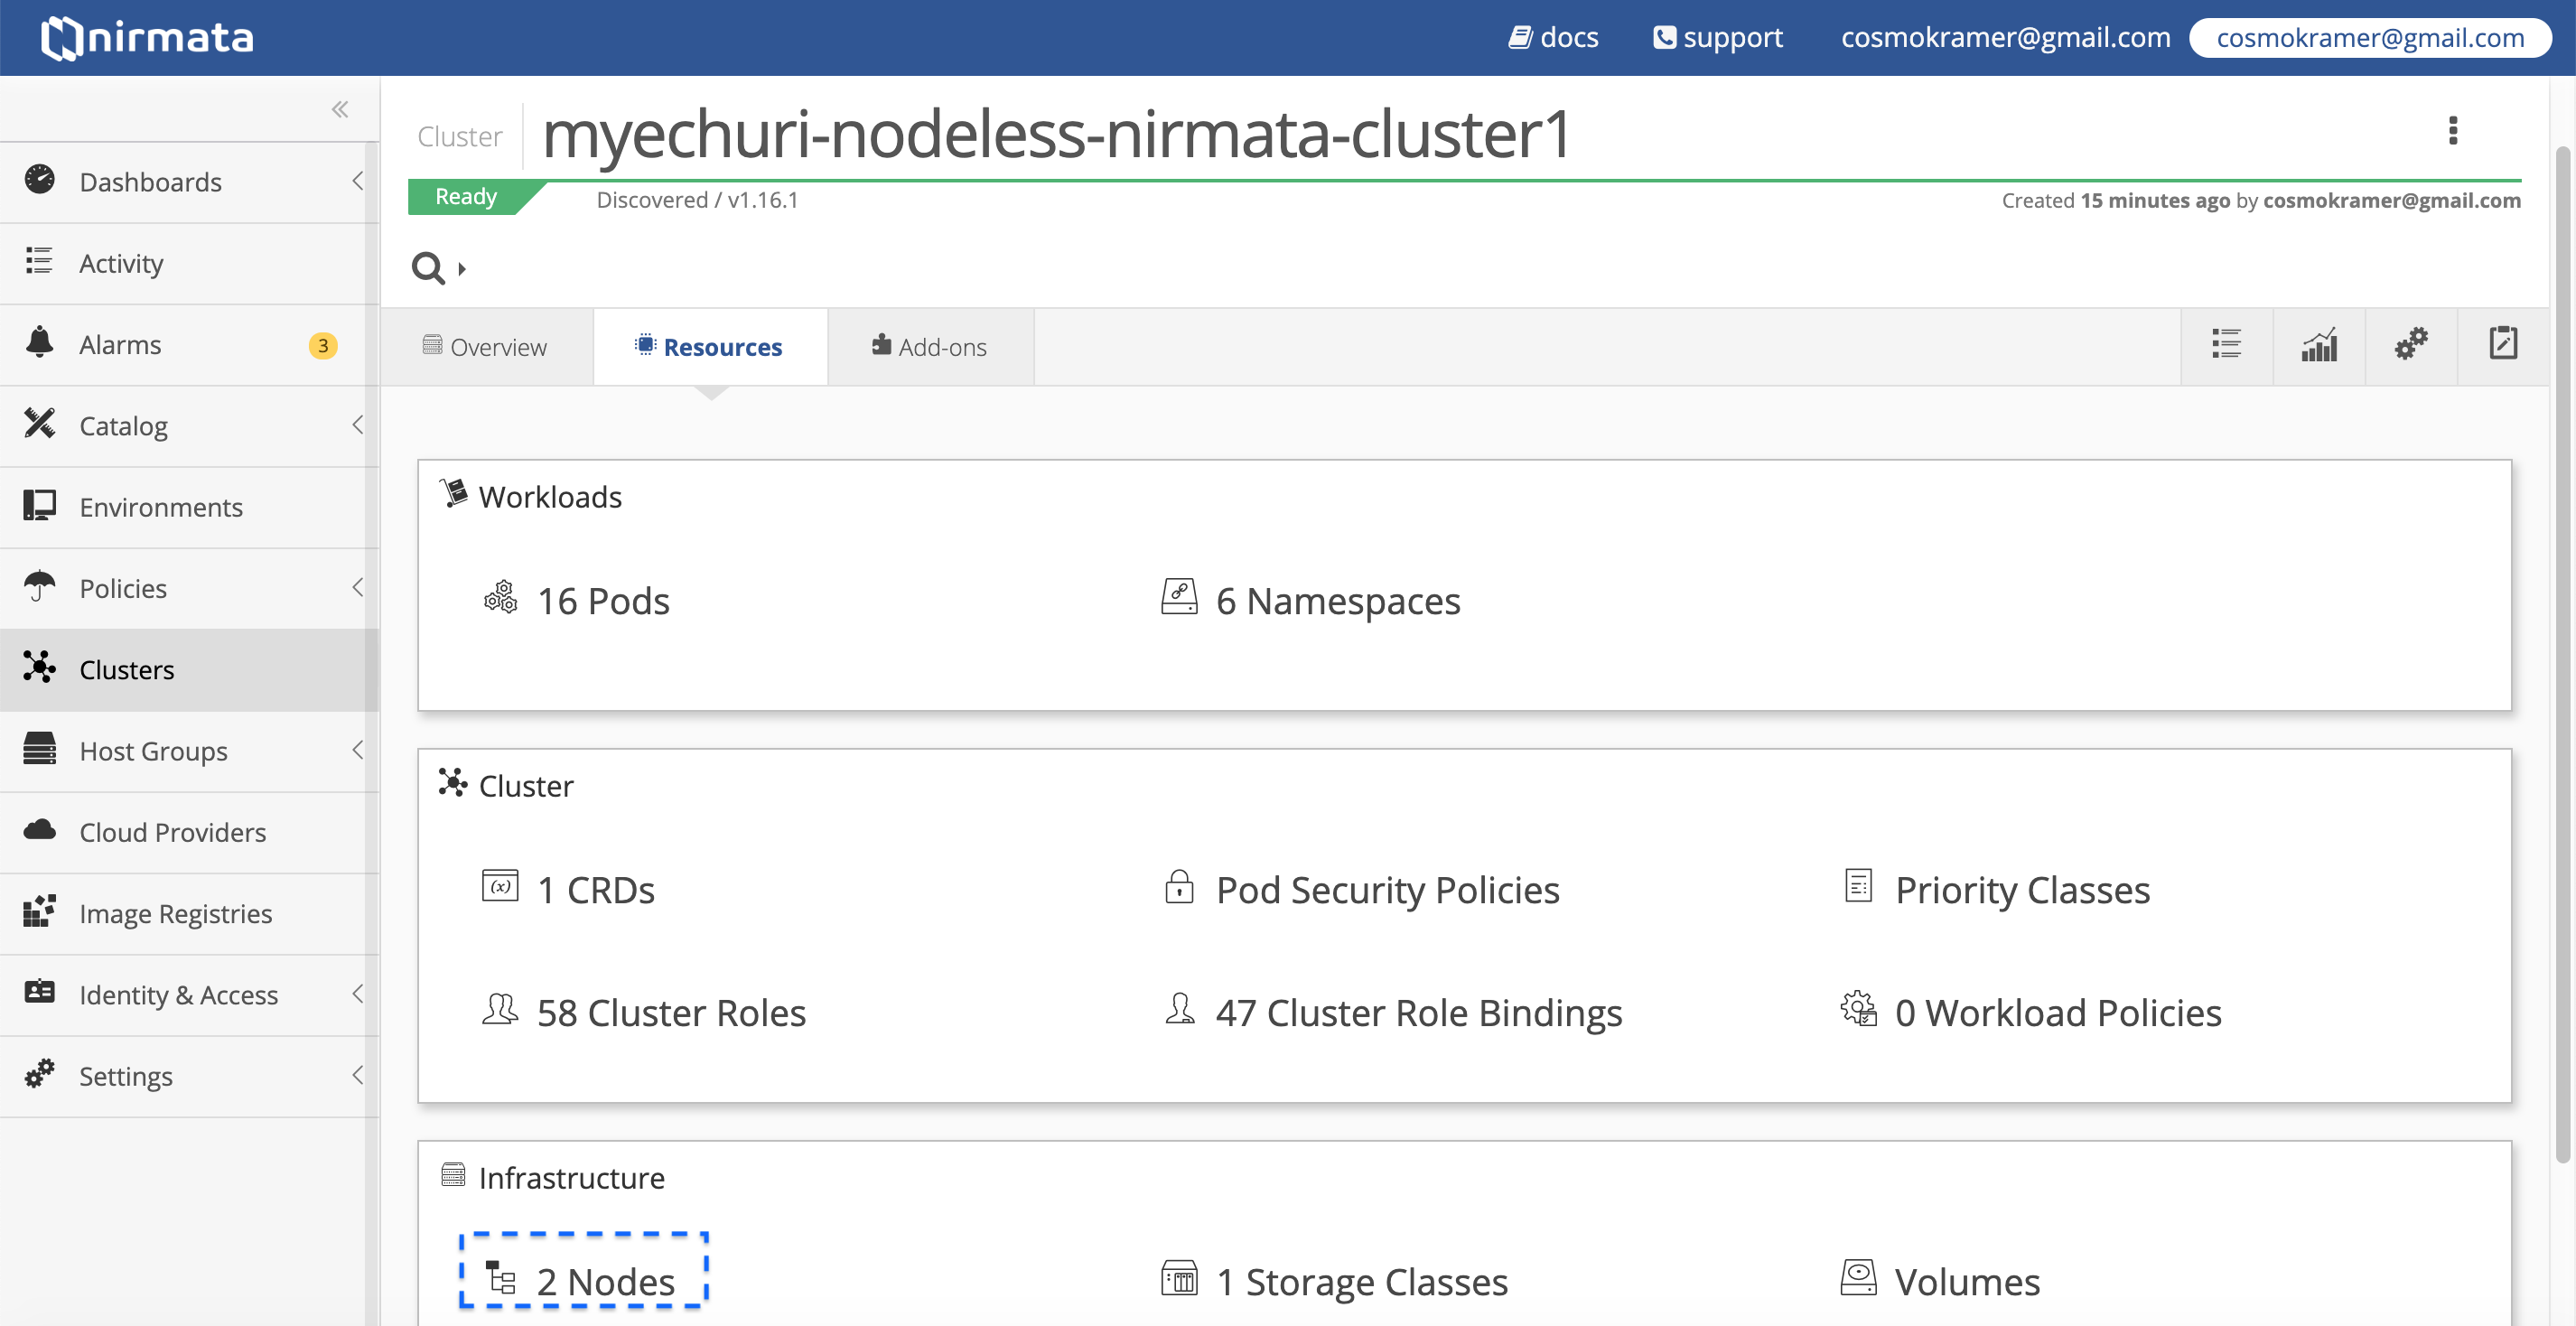 nirmata
docs support cosmokramer@gmail.com cosmokramer@gmail.com
Cluster myechuri-nodeless-nirmata-cluster1
Ready Discovered / v1.16.1 Created 15 minutes ago by cosmokramer@gmail.com
Dashboards
Activity
Alarms 3
Catalog
Environments
Policies
Clusters
Host Groups
Cloud Providers
Image Registries
Identity & Access
Settings
Overview Resources Add-ons
Workloads
16 Pods 6 Namespaces
Cluster
(x) 1 CRDs Pod Security Policies Priority Classes
58 Cluster Roles 47 Cluster Role Bindings 0 Workload Policies
Infrastructure
2 Nodes 1 Storage Classes Volumes